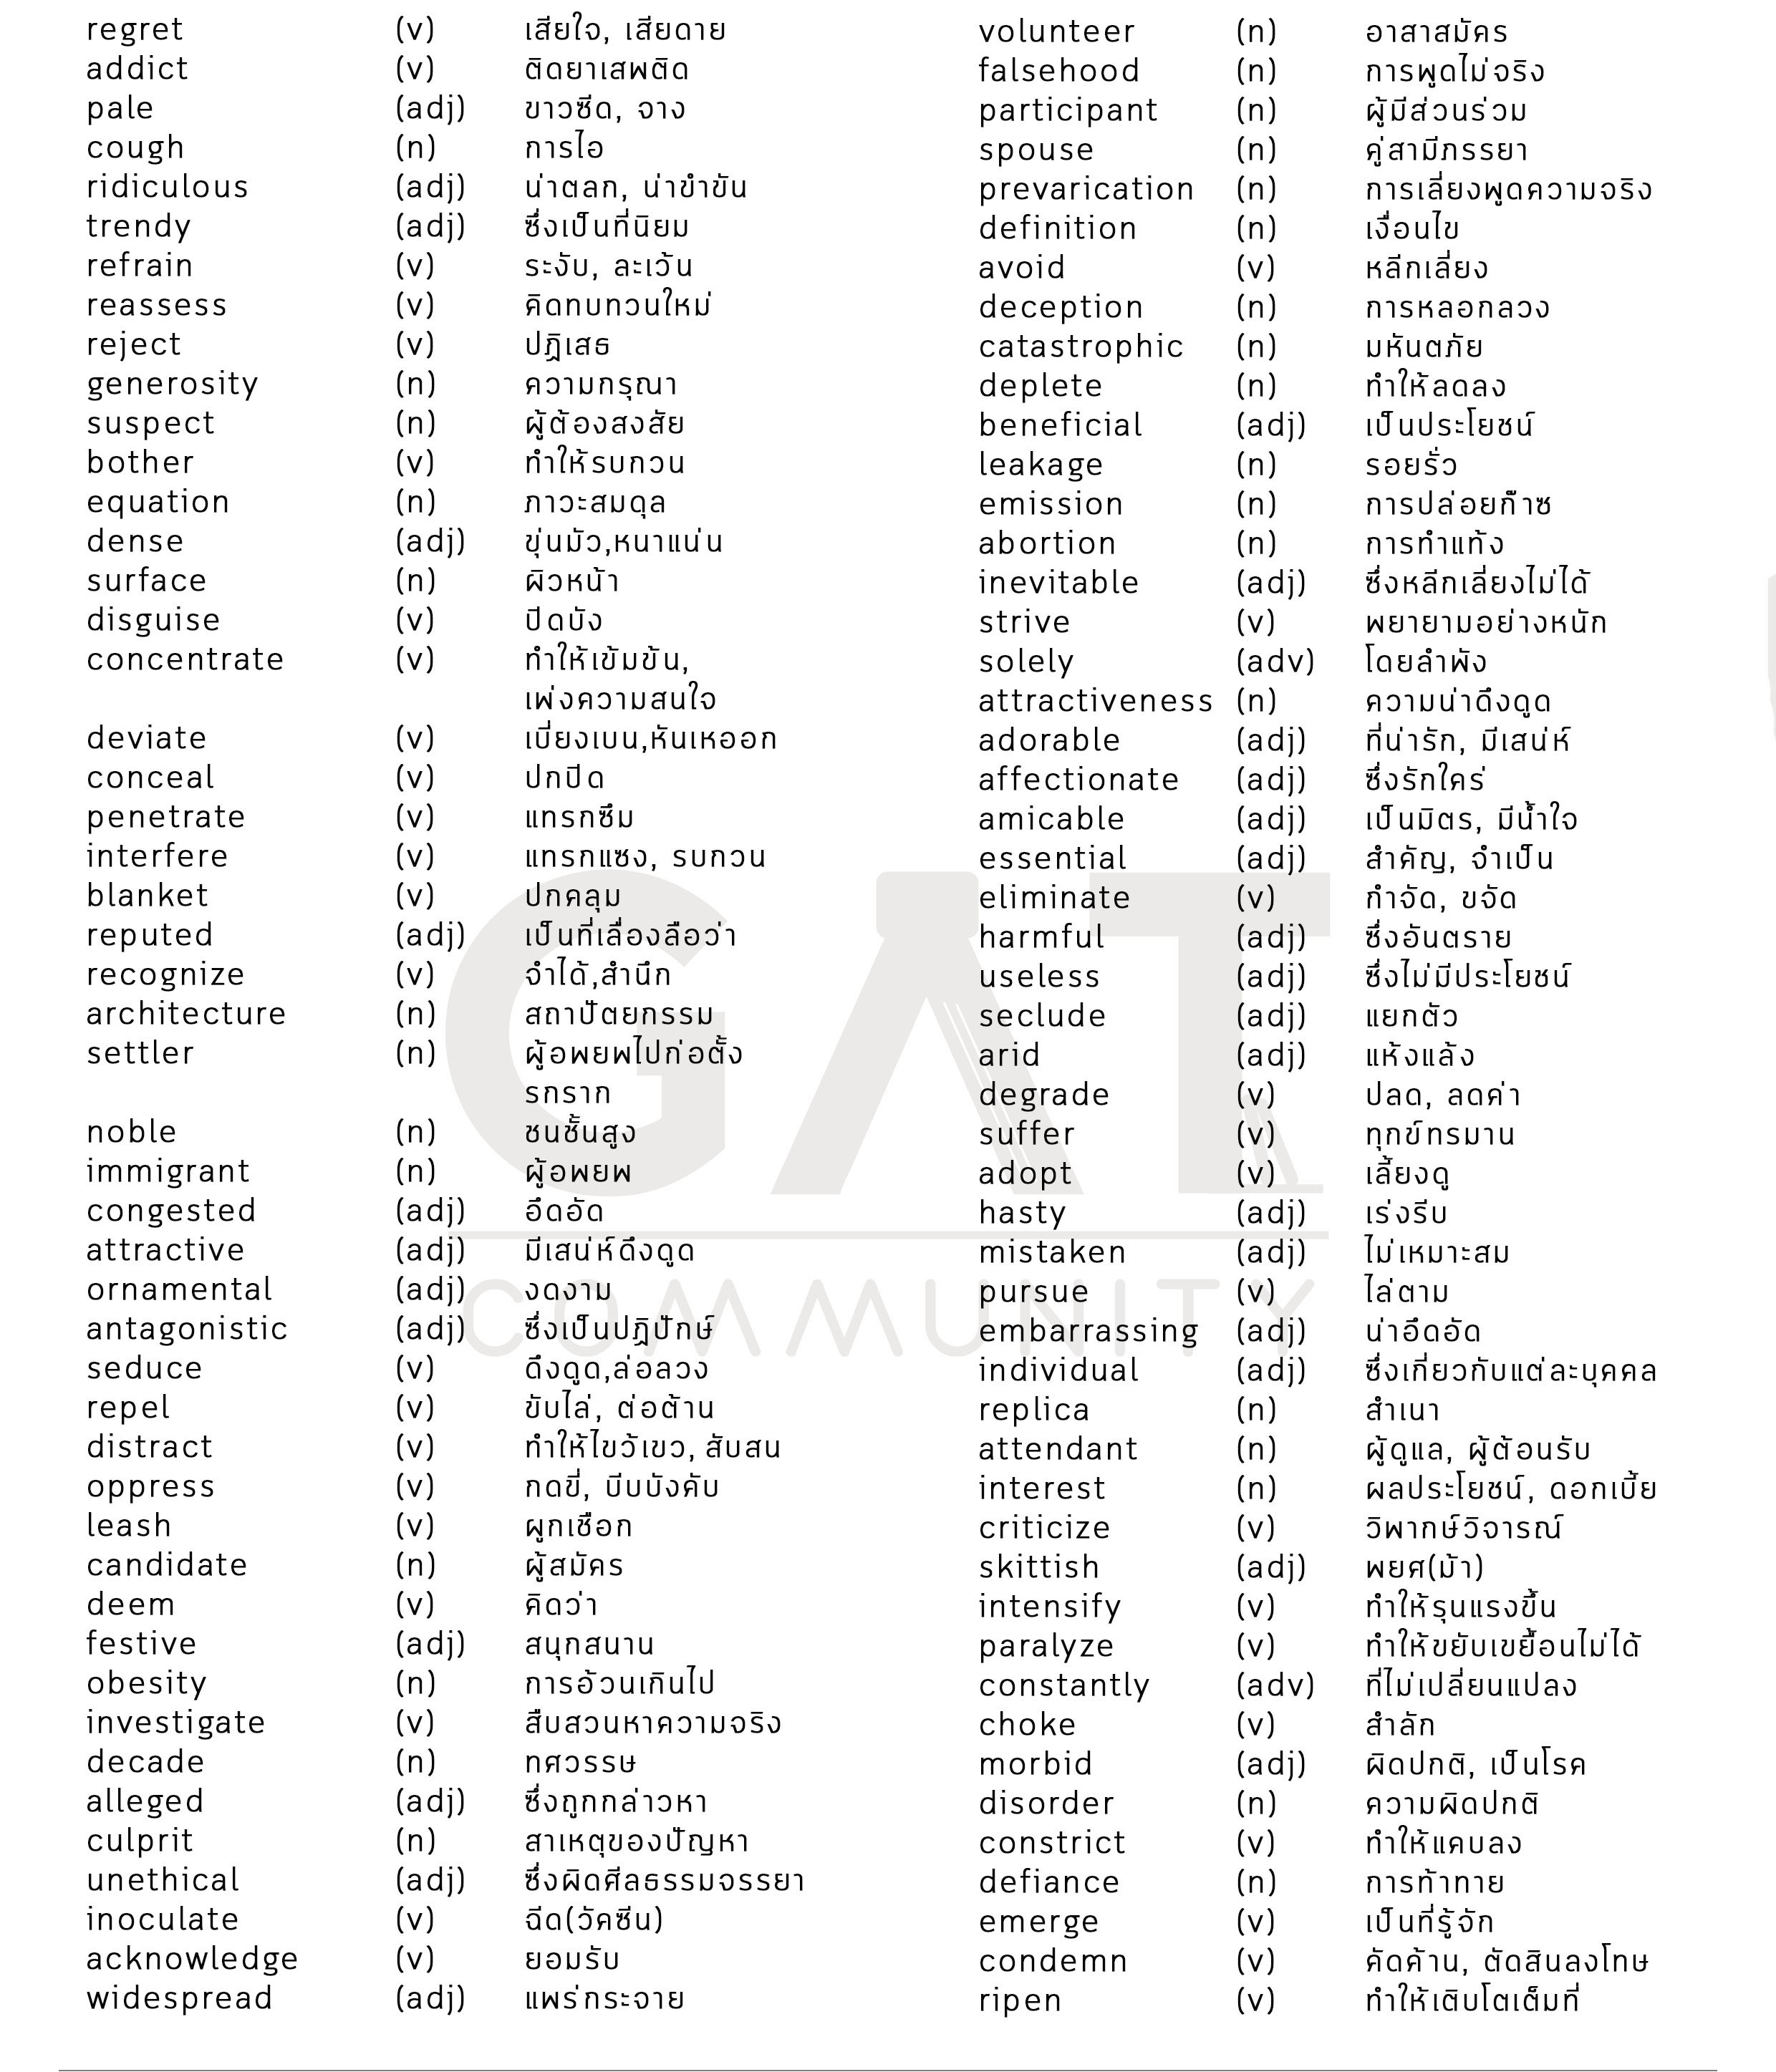 regret (v) เสียใจ, เสียดาย
addict (v) ติดยาเสพติด
pale (adj) ขาวซีด, จาง
cough (n) การไอ
ridiculous (adj) น่าตลก, น่าขำขัน
trendy (adj) ซึ่งเป็นที่นิยม
refrain (v) ระงับ, ละเว้น
reassess (v) คิดทบทวนใหม่
reject (v) ปฏิเสธ
generosity (n) ความกรุณา
suspect (n) ผู้ต้องสงสัย
bother (v) ทำให้รบกวน
equation (n) ภาวะสมดุล
dense (adj) ขุ่นมัว,หนาแน่น
surface (n) ผิวหน้า
disguise (v) ปิดบัง
concentrate (v) ทำให้เข้มข้น,
เพ่งความสนใจ
deviate (v) เบี่ยงเบน,หันเหออก
conceal (v) ปกปิด
penetrate (v) แทรกซึม
interfere (v) แทรกแซง, รบกวน
blanket (v) ปกคลุม
reputed (adj) เป็นที่เลื่องลือว่า
recognize (v) จำได้,สำนึก
architecture (n) สถาปัตยกรรม
settler (n) ผู้อพยพไปก่อตั้ง
รกราก
noble (n) ชนชั้นสูง
immigrant (n) ผู้อพยพ
congested (adj) อึดอัด
attractive (adj) มีเสน่ห์ดึงดูด
ornamental (adj) งดงาม
antagonistic (adj) ซึ่งเป็นปฏิปักษ์
seduce (v) ดึงดูด,ล่อลวง
repel (v) ขับไล่, ต่อต้าน
distract (v) ทำให้ไขว้เขว, สับสน
oppress (v) กดขี่, บีบบังคับ
leash (v) ผูกเชือก
candidate (n) ผู้สมัคร
deem (v) คิดว่า
festive (adj) สนุกสนาน
obesity (n) การอ้วนเกินไป
investigate (v) สืบสวนหาความจริง
decade (n) ทศวรรษ
alleged (adj) ซึ่งถูกกล่าวหา
culprit (n) สาเหตุของปัญหา
unethical (adj) ซึ่งผิดศีลธรรมจรรยา
inoculate (v) ฉีด(วัคซีน)
acknowledge (v) ยอมรับ
widespread (adj) แพร่กระจาย
volunteer (n) อาสาสมัคร
falsehood (n) การพูดไม่จริง
participant (n) ผู้มีส่วนร่วม
spouse (n) คู่สามีภรรยา
prevarication (n) การเลี่ยงพูดความจริง
definition (n) เงื่อนไข
avoid (v) หลีกเลี่ยง
deception (n) การหลอกลวง
catastrophic (n) มหันตภัย
deplete (n) ทำให้ลดลง
beneficial (adj) เป็นประโยชน์
leakage (n) รอยรั่ว
emission (n) การปล่อยก๊าซ
abortion (n) การทำแท้ง
inevitable (adj) ซึ่งหลีกเลี่ยงไม่ได้
strive (v) พยายามอย่างหนัก
solely (adv) โดยลำพัง
attractiveness (n) ความน่าดึงดูด
adorable (adj) ที่น่ารัก, มีเสน่ห์
affectionate (adj) ซึ่งรักใคร่
amicable (adj) เป็นมิตร, มีน้ำใจ
essential (adj) สำคัญ, จำเป็น
eliminate (v) กำจัด, ขจัด
harmful (adj) ซึ่งอันตราย
useless (adj) ซึ่งไม่มีประโยชน์
seclude (adj) แยกตัว
arid (adj) แห้งแล้ง
degrade (v) ปลด, ลดค่า
suffer (v) ทุกข์ทรมาน
adopt (v) เลี้ยงดู
hasty (adj) เร่งรีบ
mistaken (adj) ไม่เหมาะสม
pursue (v) ไล่ตาม
embarrassing (adj) น่าอึดอัด
individual (adj) ซึ่งเกี่ยวกับแต่ละบุคคล
replica (n) สำเนา
attendant (n) ผู้ดูแล, ผู้ต้อนรับ
interest (n) ผลประโยชน์, ดอกเบี้ย
criticize (v) วิพากษ์วิจารณ์
skittish (adj) พยศ(ม้า)
intensify (v) ทำให้รุนแรงขึ้น
paralyze (v) ทำให้ขยับเขยื้อนไม่ได้
constantly (adv) ที่ไม่เปลี่ยนแปลง
choke (v) สำลัก
morbid (adj) ผิดปกติ, เป็นโรค
disorder (n) ความผิดปกติ
constrict (v) ทำให้แคบลง
defiance (n) การท้าทาย
emerge (v) เป็นที่รู้จัก
condemn (v) คัดค้าน, ตัดสินลงโทษ
ripen (v) ทำให้เติบโตเต็มที่
GAT
COMMUNITY